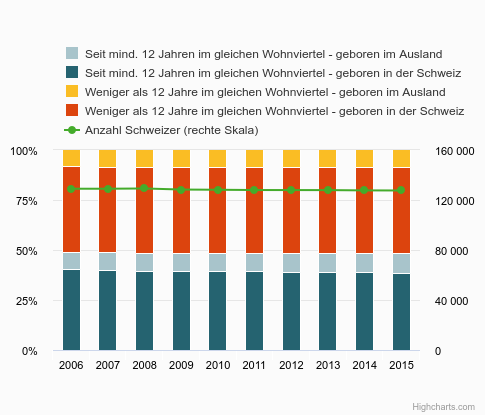 Seit mind. 12 Jahren im gleichen Wohnviertel - geboren im Ausland
Seit mind. 12 Jahren im gleichen Wohnviertel - geboren in der Schweiz
Weniger als 12 Jahre im gleichen Wohnviertel - geboren im Ausland
Weniger als 12 Jahre im gleichen Wohnviertel - geboren in der Schweiz
Anzahl Schweizer (rechte Skala)
100% 160 000
75% 120 000
50% 80 000
25% 40 000
0% 0
2006 2007 2008 2009 2010 2011 2012 2013 2014 2015
Highcharts.com